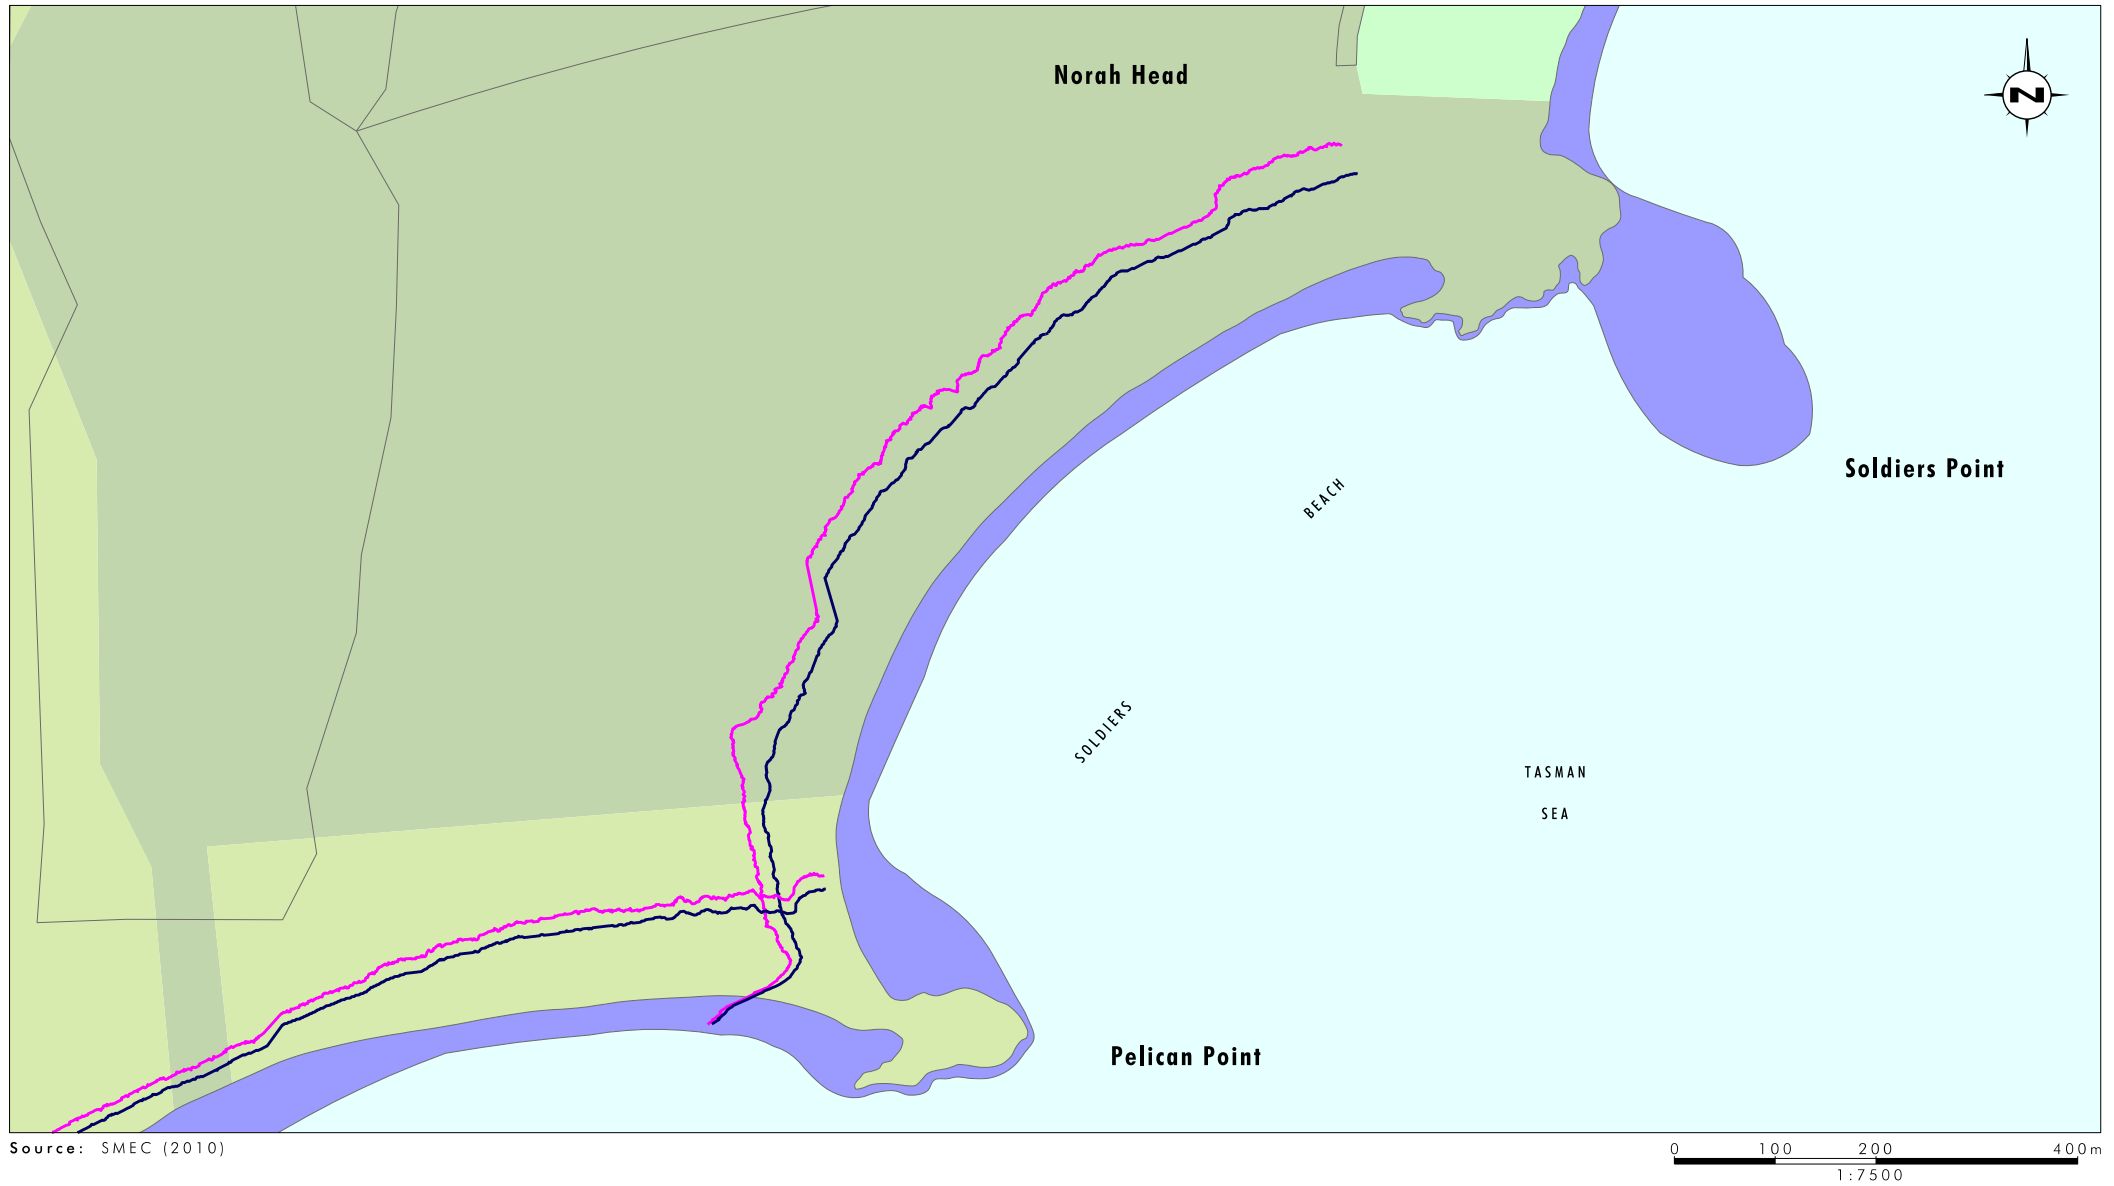 Norah Head
N
Soldiers Point
BEACH
SOLDIERS
TASMAN
SEA
Pelican Point
Source: SMEC (2010)
0 100 200 400m
1:7500